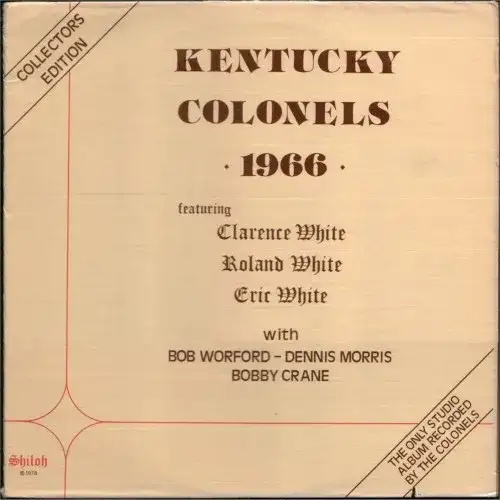 COLLECTORS
EDITION
KENTUCKY
COLONELS
· 1966 ·
featuring
Clarence White
Roland White
Eric White
with
BOB WORFORD – DENNIS MORRIS
BOBBY CRANE
THE ONLY STUDIO
ALBUM RECORDED
BY THE COLONELS
Shiloh
℗ 1978